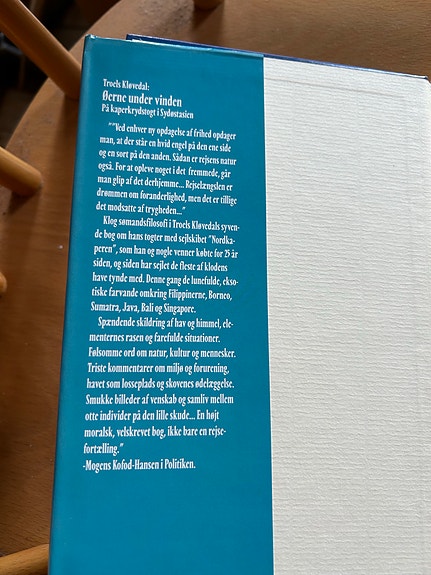 Troels Kløvedal:
Øerne under vinden
På kaperkrydstogt i Sydøstasien
""Ved enhver ny opdagelse af frihed opdager
man, at der står en hvid engel på den ene side
og en sort på den anden. Sådan er rejsens natur
også. For at opleve noget i det fremmede, går
man glip af det derhjemme... Rejselængslen er
drømmen om foranderlighed, men det er tillige
det modsatte af trygheden..."
Klog sømandsfilosofi i Troels Kløvedals syven-
de bog om hans togter med sejlskibet "Nordka-
peren", som han og nogle venner købte for 25 år
siden, og siden har sejlet de fleste af klodens
have tynde med. Denne gang de lunefulde, ekso-
tiske farvande omkring Filippinerne, Borneo,
Sumatra, Java, Bali og Singapore.
Spændende skildring af hav og himmel, ele-
menternes rasen og farefulde situationer.
Følsomme ord om natur, kultur og mennesker.
Triste kommentarer om miljø og forurening,
havet som losseplads og skovenes ødelæggelse.
Smukke billeder af venskab og samliv mellem
otte individer på den lille skude... En højt
moralsk, velskrevet bog, ikke bare en rejse-
fortælling."
-Mogens Kofod-Hansen i Politiken.